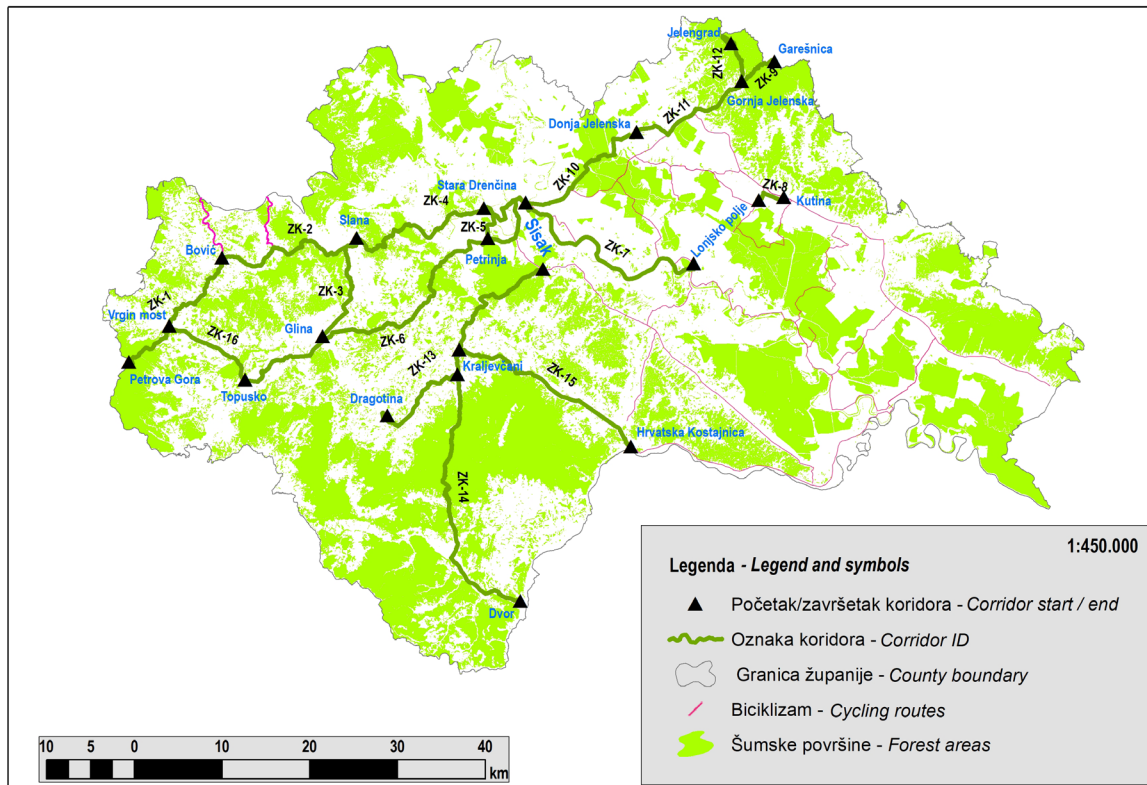 Jelengrad
Garešnica
ZK-12
ZK-9
Gornja Jelenska
ZK-11
Donja Jelenska
ZK-10
Stara Drenčina
ZK-8
Kutina
ZK-4
Lonjsko polje
Slana
ZK-2
ZK-5
Sisak
Bović
Petrinja
ZK-7
ZK-1
ZK-3
Vrgin most
Glina
ZK-16
ZK-6
ZK-13
Kraljevčani
ZK-15
Petrova Gora
Topusko
Dragotina
Hrvatska Kostajnica
ZK-14
Dvor
1:450.000
Legenda - Legend and symbols
Početak/završetak koridora - Corridor start / end
Oznaka koridora - Corridor ID
Granica županije - County boundary
Biciklizam - Cycling routes
Šumske površine - Forest areas
10 5 0 10 20 30 40
km